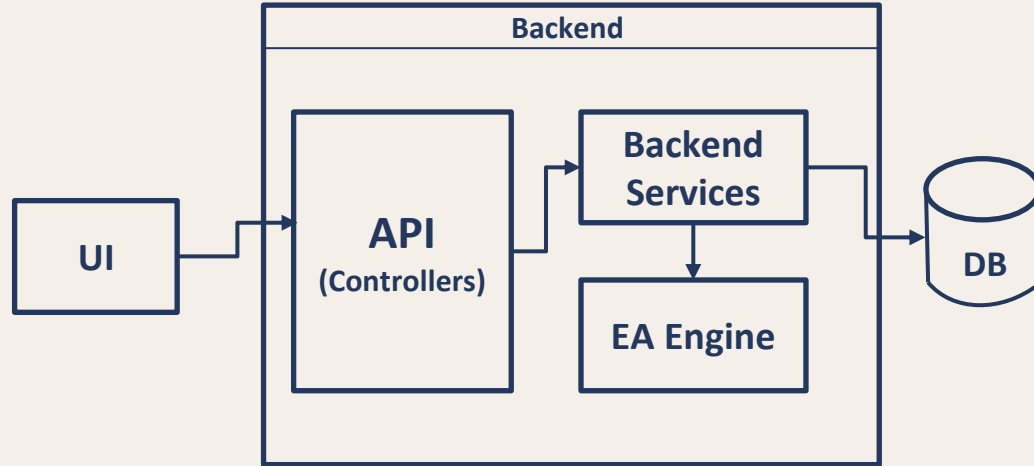 Backend
UI
API
(Controllers)
Backend
Services
EA Engine
DB